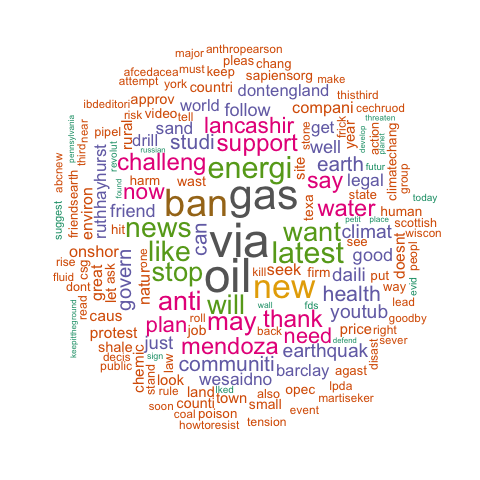 major anthropearson
pleas chang
afcedacea must keep sapiensorg
attempt york countri dontengland make
ibdeditori approv world follow compani thisthird
risk video tell cechruod
pennsylvania near pipel rural sand lancashir get frick year action threaten
third drill studi support well stone develop planet
abcnew revolut russian challeng energi site earth climatechang
friendsearth environ ruthhayhurst harm wast say legal futur group
suggest found ban gas texa water state human today
hit friend news via want climat petit place scottish
onshor can latest see doesnt wiscon
rise csg great natur like oil good peopl
fluid govern one stop will kill seek firm daili put way evid
dont let ask anti new health lead
read caus now may wall fds youtub goodby
keepittheground protest plan roll thank need price right
shale just job back earthquak disast sever
decis chemic law mendoza defend
public stand look sign communiti barclay agast
rule wesaidno lked opec lpda
soon counti land town also small martiseker
coal poison event
howtoresist tension